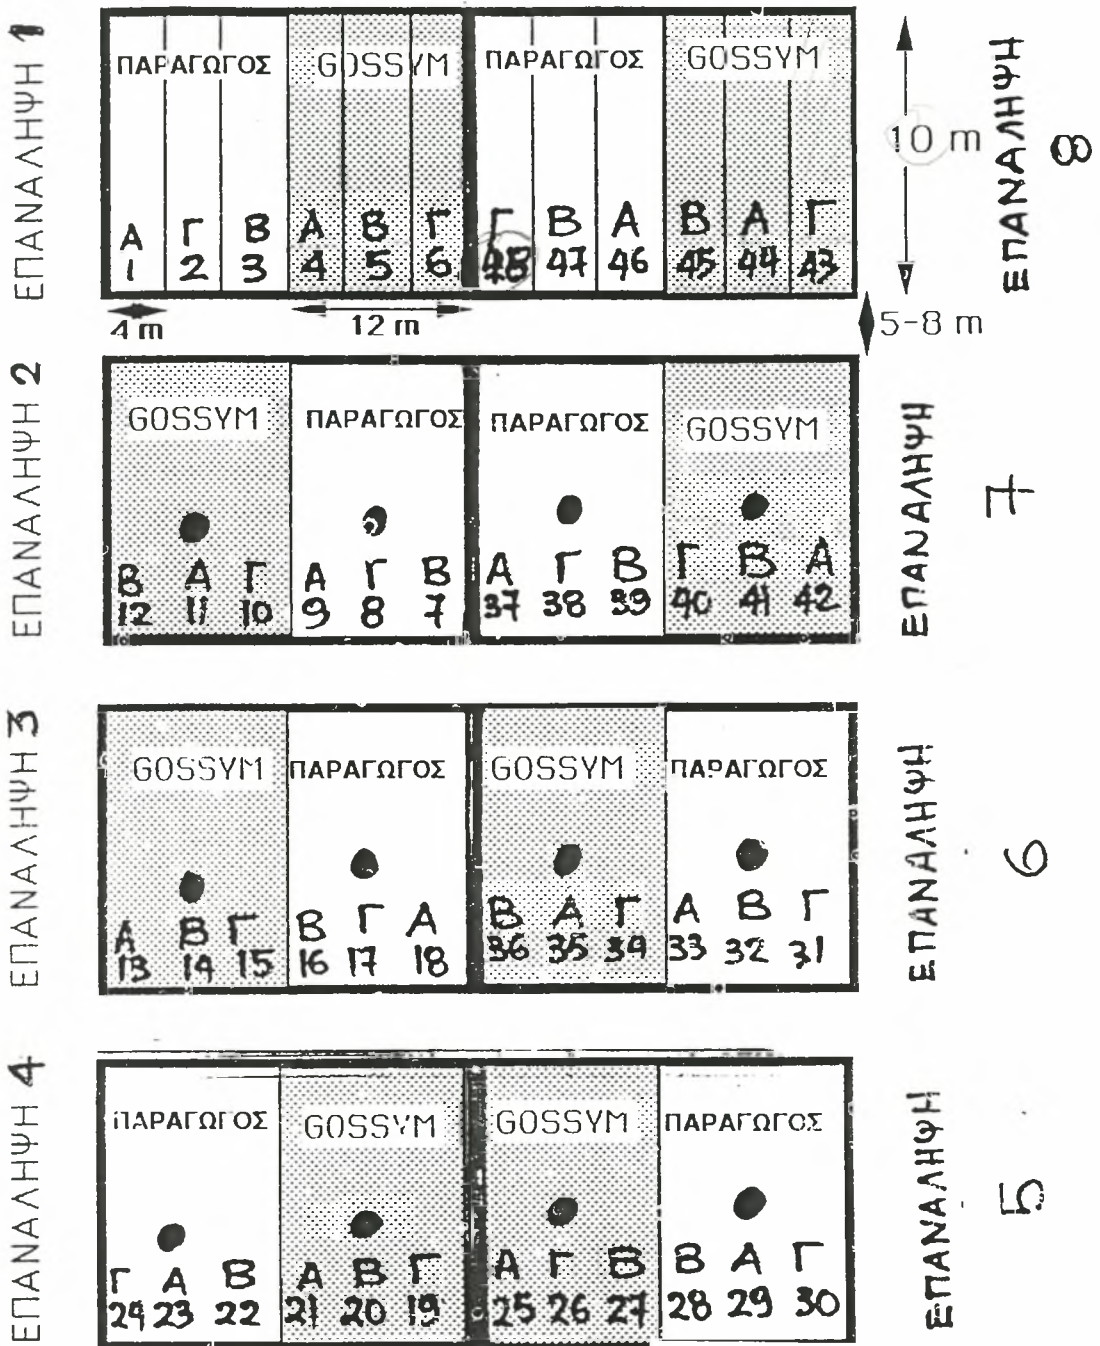 ΕΠΑΝΑΛΗΨΗ 1
ΠΑΡΑΓΩΓΟΣ GOSSYM ΠΑΡΑΓΩΓΟΣ GOSSYM
Α Γ Β Α Β Γ Γ Β Α Β Α Γ
1 2 3 4 5 6 48 47 46 45 44 43
10 m
ΕΠΑΝΑΛΗΨΗ 8
4 m 12 m 5-8 m
ΕΠΑΝΑΛΗΨΗ 2
GOSSYM ΠΑΡΑΓΩΓΟΣ ΠΑΡΑΓΩΓΟΣ GOSSYM
Β Α Γ Α Γ Β Α Γ Β Γ Β Α
12 11 10 9 8 7 37 38 39 40 41 42
ΕΠΑΝΑΛΗΨΗ 7
ΕΠΑΝΑΛΗΨΗ 3
GOSSYM ΠΑΡΑΓΩΓΟΣ GOSSYM ΠΑΡΑΓΩΓΟΣ
Α Β Γ Β Γ Α Β Α Γ Α Β Γ
13 14 15 16 17 18 36 35 34 33 32 31
ΕΠΑΝΑΛΗΨΗ 6
ΕΠΑΝΑΛΗΨΗ 4
ΠΑΡΑΓΩΓΟΣ GOSSYM GOSSYM ΠΑΡΑΓΩΓΟΣ
Γ Α Β Α Β Γ Α Γ Β Β Α Γ
24 23 22 21 20 19 25 26 27 28 29 30
ΕΠΑΝΑΛΗΨΗ 5